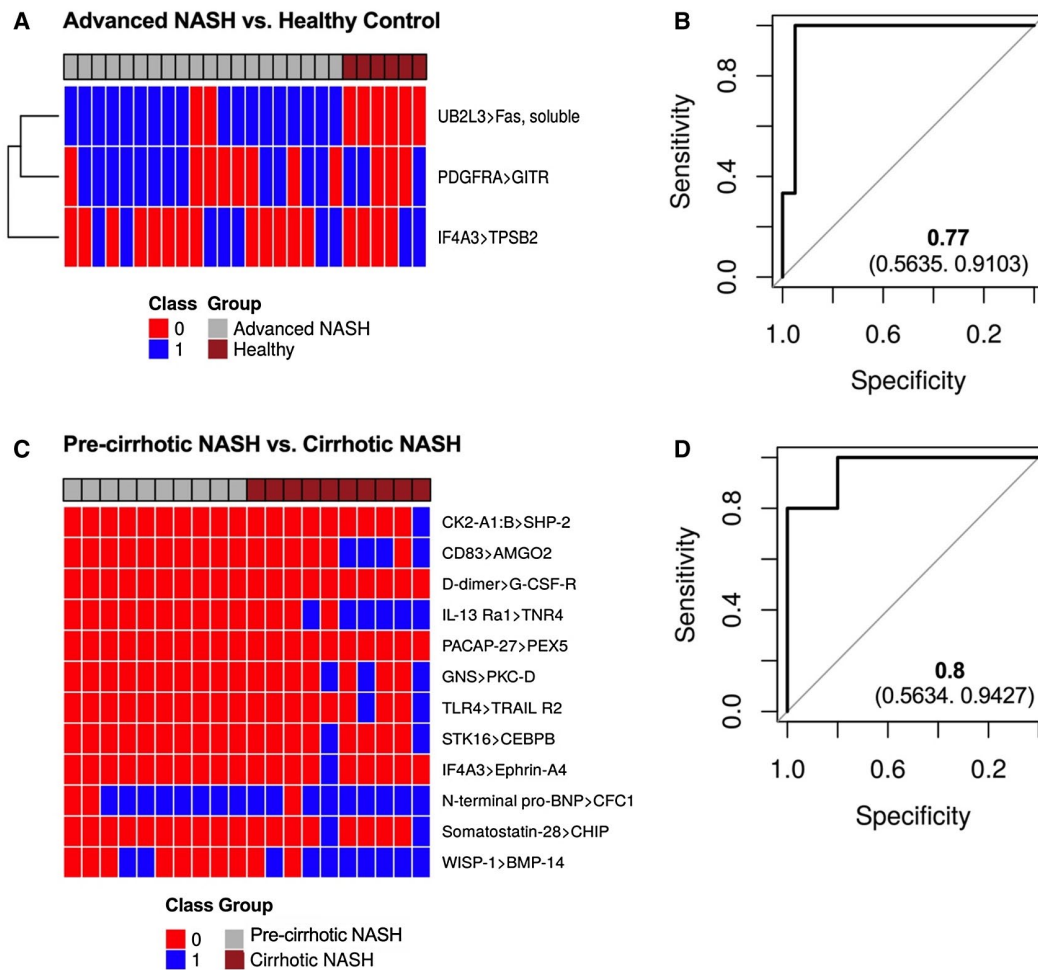 A
Advanced NASH vs. Healthy Control
UB2L3>Fas, soluble
PDGFRA>GITR
IF4A3>TPSB2
Class Group
0 Advanced NASH
1 Healthy
B
Sensitivity
0.8
0.4
0.0
0.77
(0.5635. 0.9103)
1.0 0.6 0.2
Specificity
C
Pre-cirrhotic NASH vs. Cirrhotic NASH
CK2-A1:B>SHP-2
CD83>AMGO2
D-dimer>G-CSF-R
IL-13 Ra1>TNR4
PACAP-27>PEX5
GNS>PKC-D
TLR4>TRAIL R2
STK16>CEBPB
IF4A3>Ephrin-A4
N-terminal pro-BNP>CFC1
Somatostatin-28>CHIP
WISP-1>BMP-14
Class Group
0 Pre-cirrhotic NASH
1 Cirrhotic NASH
D
Sensitivity
0.8
0.4
0.0
0.8
(0.5634. 0.9427)
1.0 0.6 0.2
Specificity